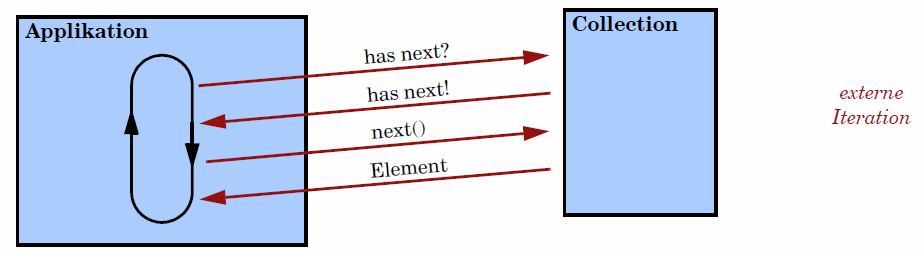 Applikation
Collection
has next?
has next!
next()
Element
externe
Iteration